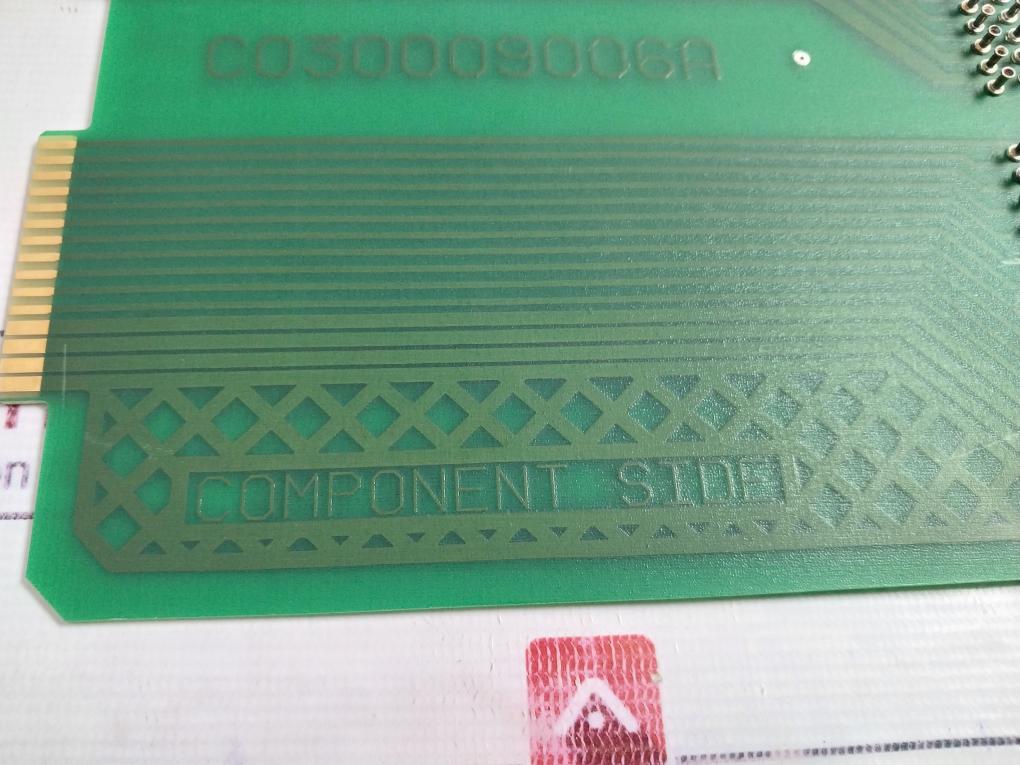 C030009006A
COMPONENT SIDE
n